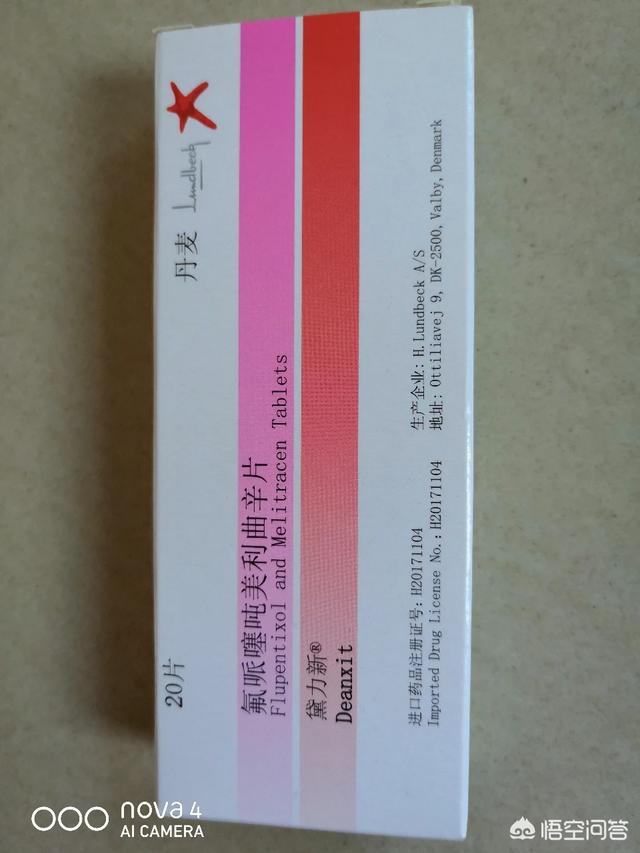 20片
丹麦
Lundbeck
氟哌噻吨美利曲辛片
Flupentixol and Melitracen Tablets
黛力新®
Deanxit
进口药品注册证号: H20171104
Imported Drug License No.: H20171104
生产企业: H.Lundbeck A/S
地址: Ottiliavej 9, DK-2500, Valby, Denmark
nova 4
AI CAMERA
悟空问答